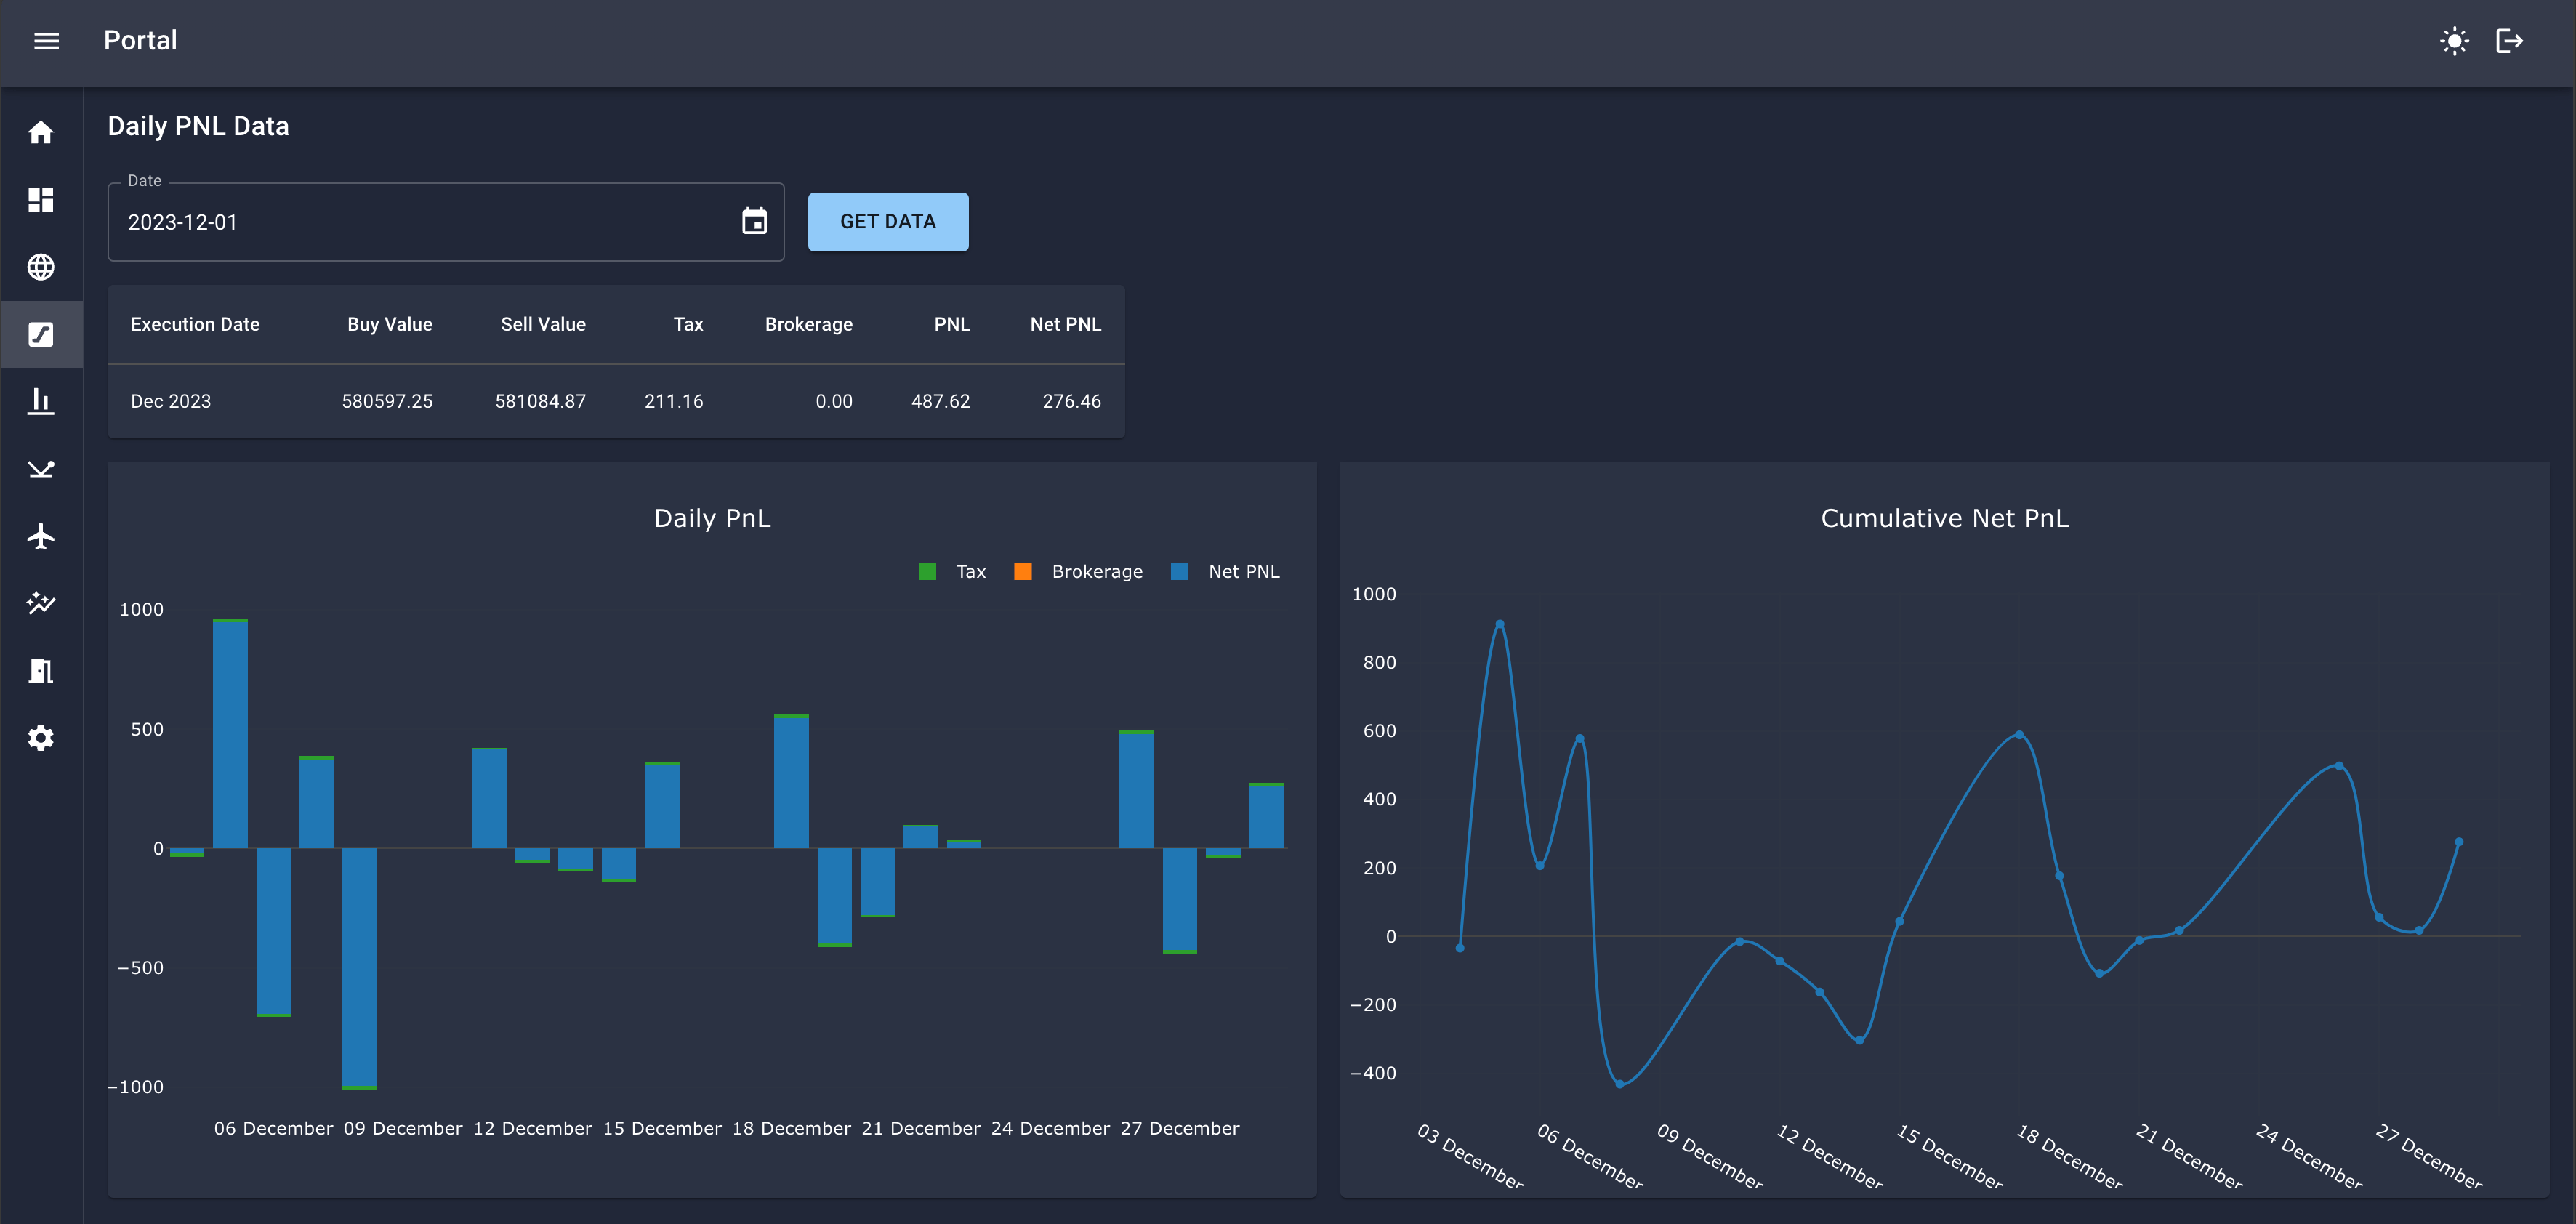 Portal
Daily PNL Data
Date
2023-12-01
GET DATA
Execution Date Buy Value Sell Value Tax Brokerage PNL Net PNL
Dec 2023 580597.25 581084.87 211.16 0.00 487.62 276.46
Daily PnL
Tax Brokerage Net PNL
1000
500
0
−500
−1000
06 December 09 December 12 December 15 December 18 December 21 December 24 December 27 December
Cumulative Net PnL
1000
800
600
400
200
0
−200
−400
03 December 06 December 09 December 12 December 15 December 18 December 21 December 24 December 27 December